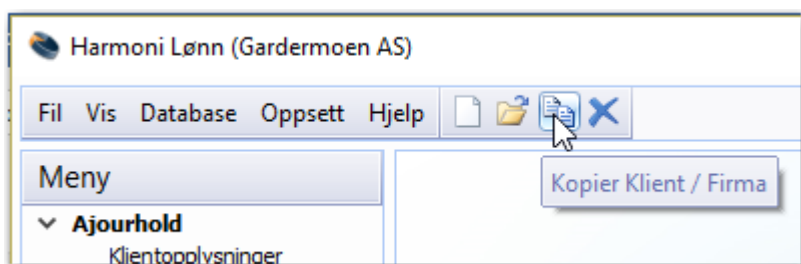 Harmoni Lønn (Gardermoen AS)
Fil Vis Database Oppsett Hjelp
Kopier Klient / Firma
Meny
Ajourhold
Klientopplysninger